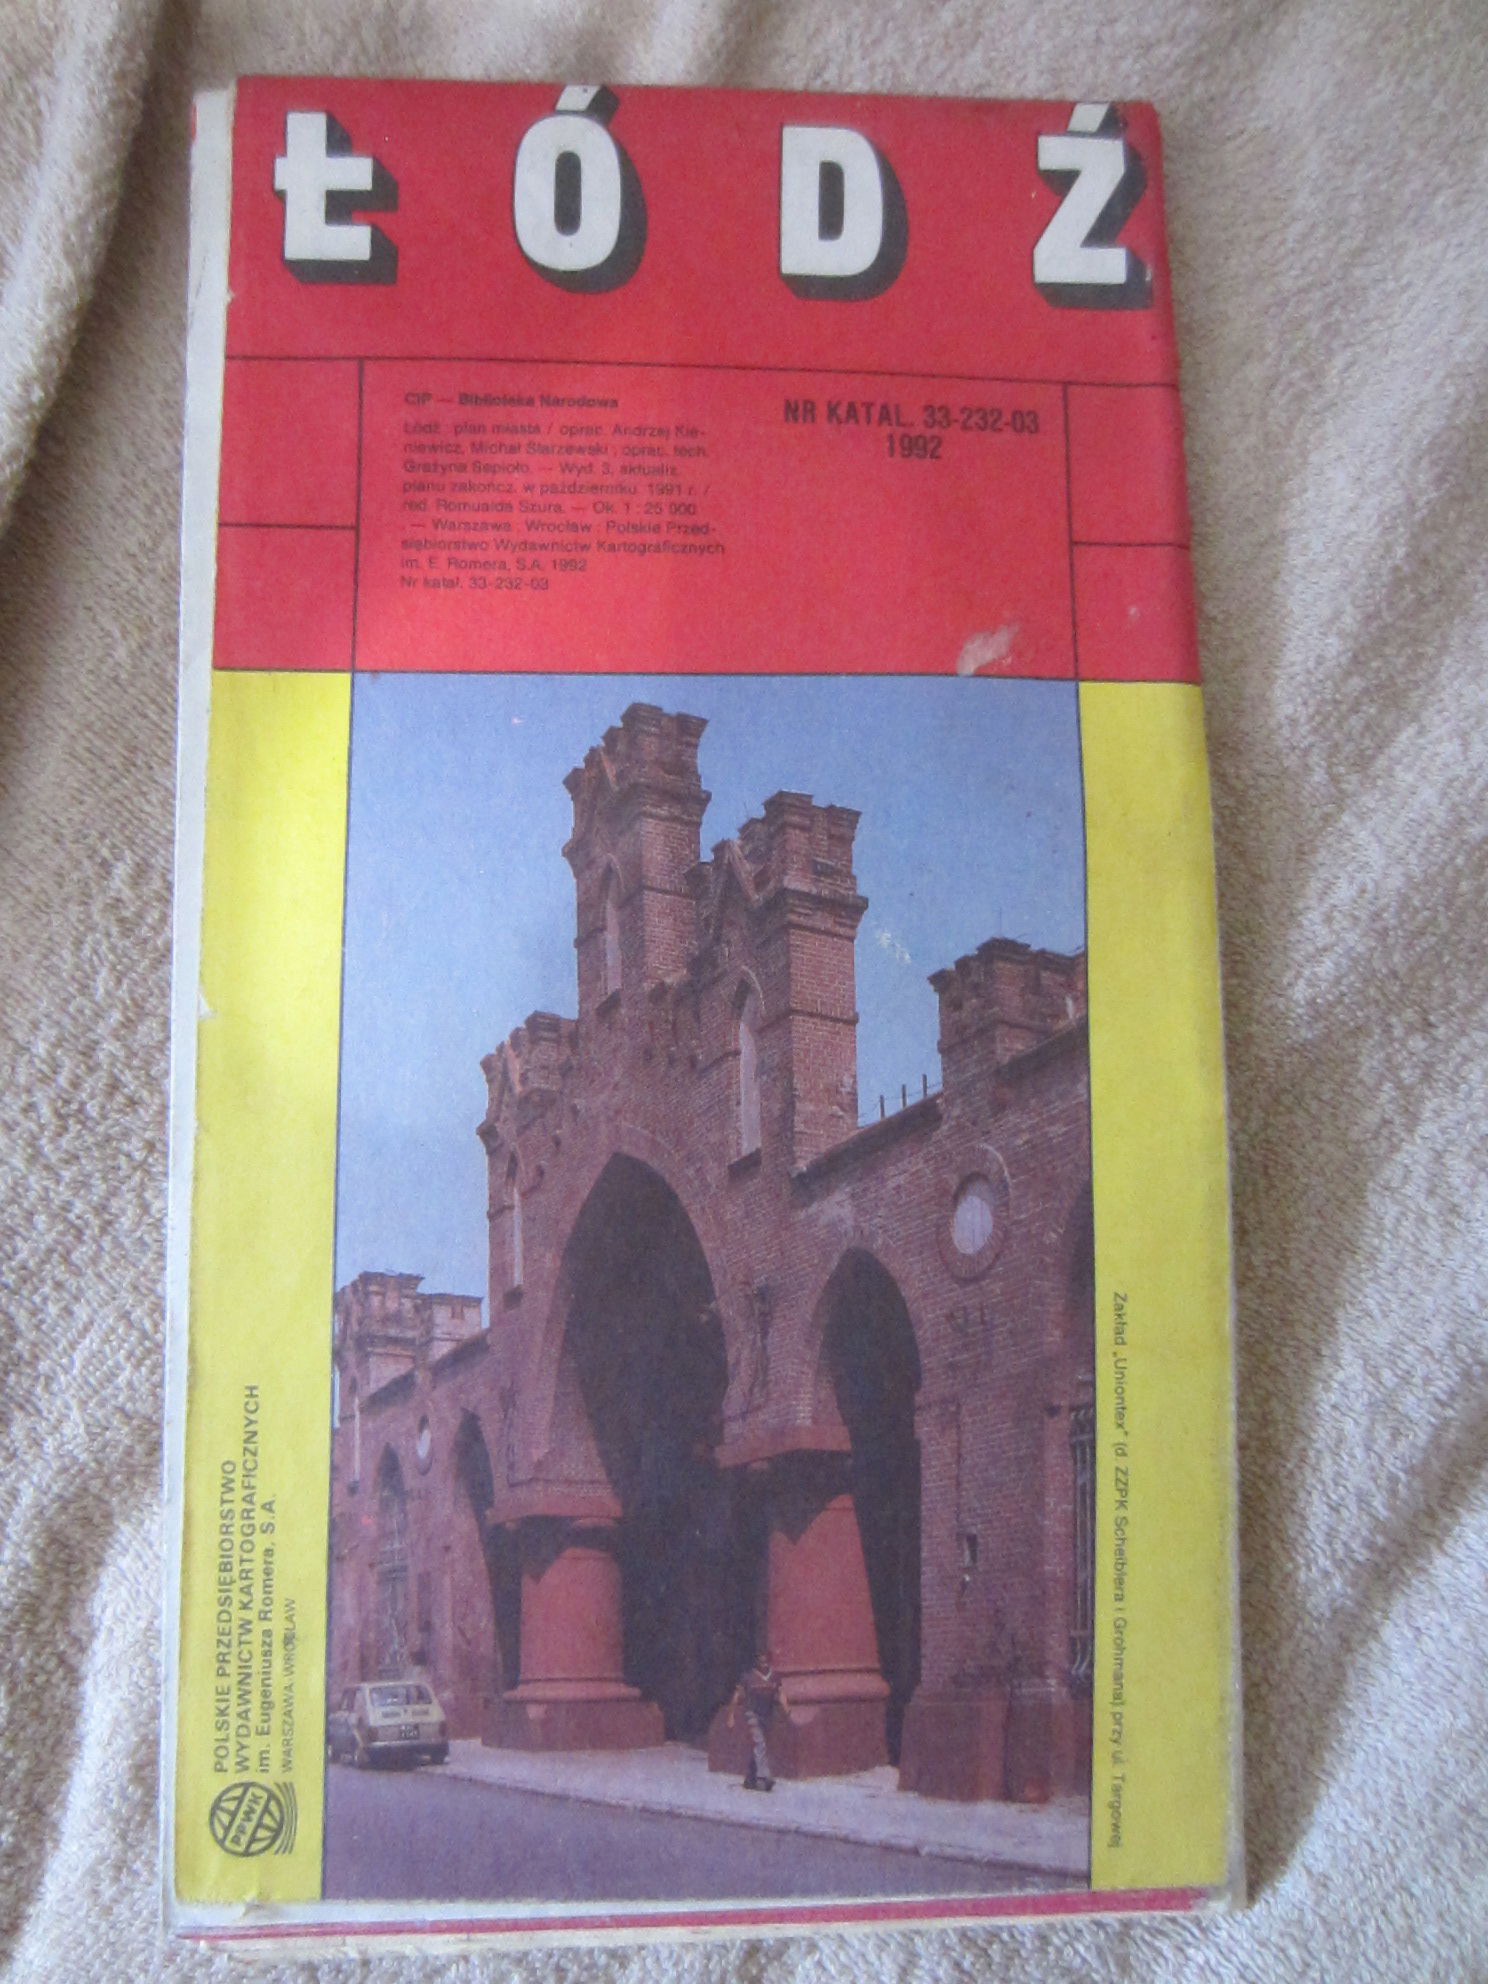 ŁÓDŹ
CIP — Biblioteka Narodowa
Łódź : plan miasta / oprac. Andrzej Kie-
niewicz, Michał Starzewski ; oprac. tech.
Grażyna Sepioło. — Wyd. 3, aktualiz.
planu zakończ. w październiku 1991 r. /
red. Romualda Szura. — Ok. 1 : 25 000
. — Warszawa ; Wrocław : Polskie Przed-
siębiorstwo Wydawnictw Kartograficznych
im. E. Romera, S.A. 1992
Nr katal. 33-232-03
NR KATAL. 33-232-03
1992
POLSKIE PRZEDSIĘBIORSTWO
WYDAWNICTW KARTOGRAFICZNYCH
im. Eugeniusza Romera, S.A.
WARSZAWA-WROCŁAW
PPWK
Zakład „Uniontex" (d. ZZPK Scheiblera i Grohmana) przy ul. Targowej